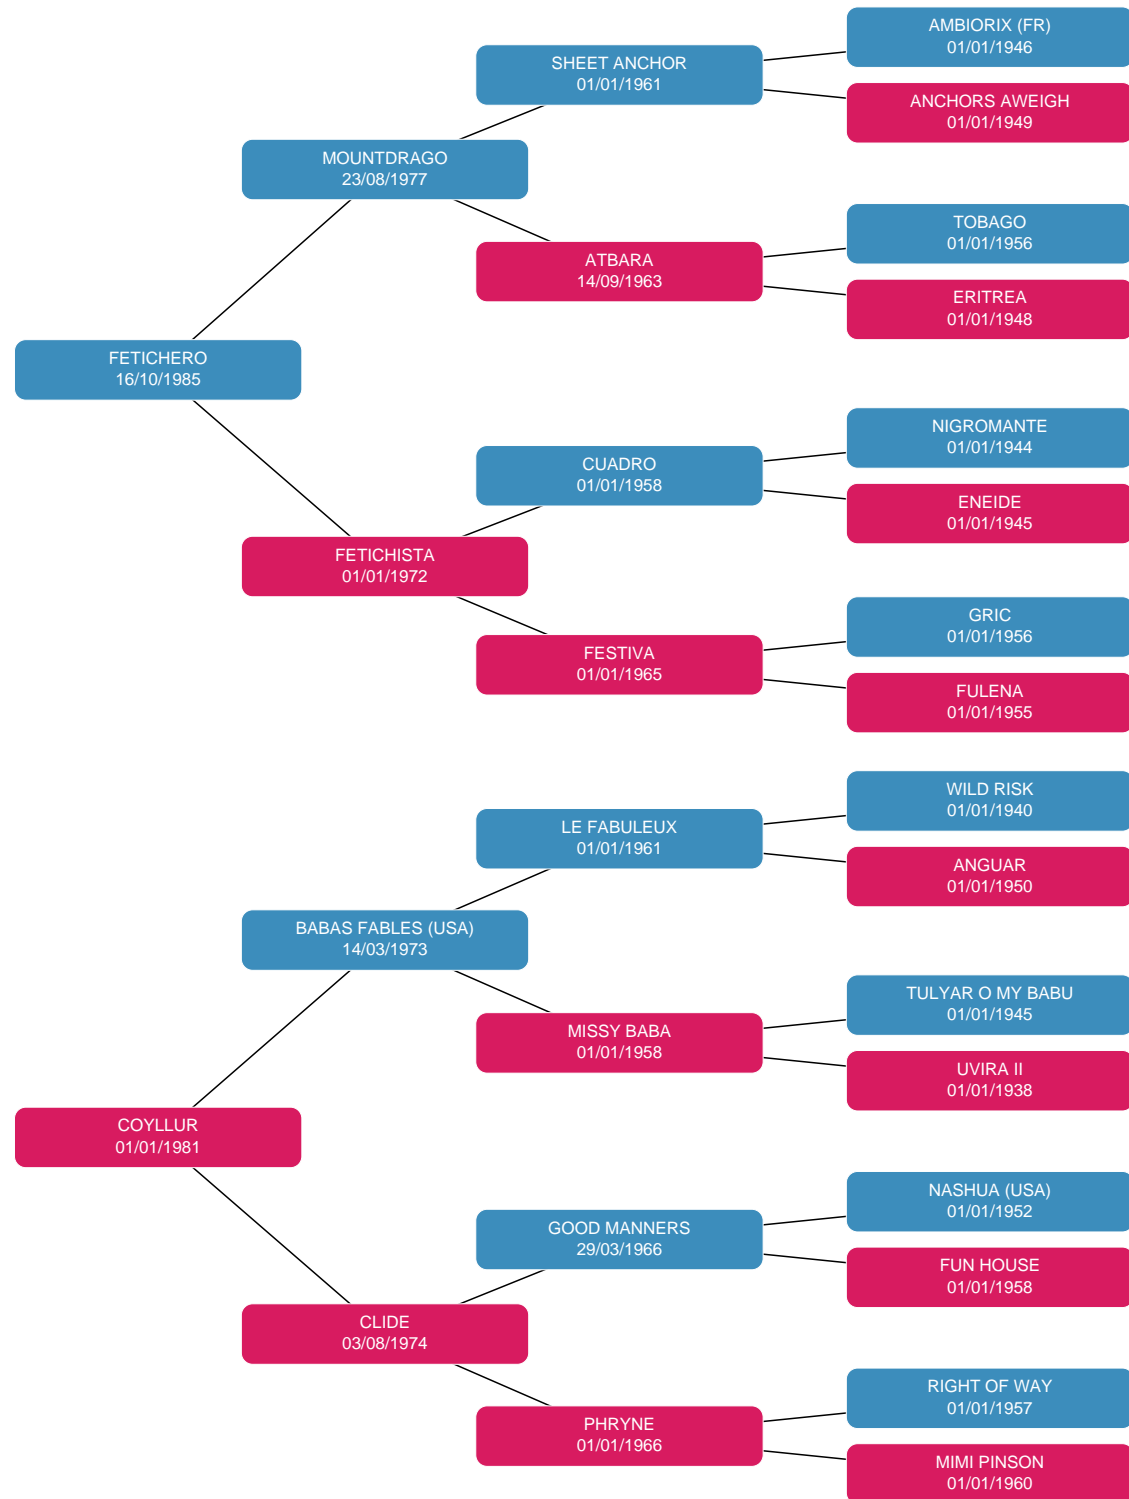 AMBIORIX (FR)
01/01/1946
SHEET ANCHOR
01/01/1961
ANCHORS AWEIGH
01/01/1949
MOUNTDRAGO
23/08/1977
TOBAGO
01/01/1956
ATBARA
14/09/1963
ERITREA
01/01/1948
FETICHERO
16/10/1985
NIGROMANTE
01/01/1944
CUADRO
01/01/1958
ENEIDE
01/01/1945
FETICHISTA
01/01/1972
GRIC
01/01/1956
FESTIVA
01/01/1965
FULENA
01/01/1955
WILD RISK
01/01/1940
LE FABULEUX
01/01/1961
ANGUAR
01/01/1950
BABAS FABLES (USA)
14/03/1973
TULYAR O MY BABU
01/01/1945
MISSY BABA
01/01/1958
UVIRA II
01/01/1938
COYLLUR
01/01/1981
NASHUA (USA)
01/01/1952
GOOD MANNERS
29/03/1966
FUN HOUSE
01/01/1958
CLIDE
03/08/1974
RIGHT OF WAY
01/01/1957
PHRYNE
01/01/1966
MIMI PINSON
01/01/1960